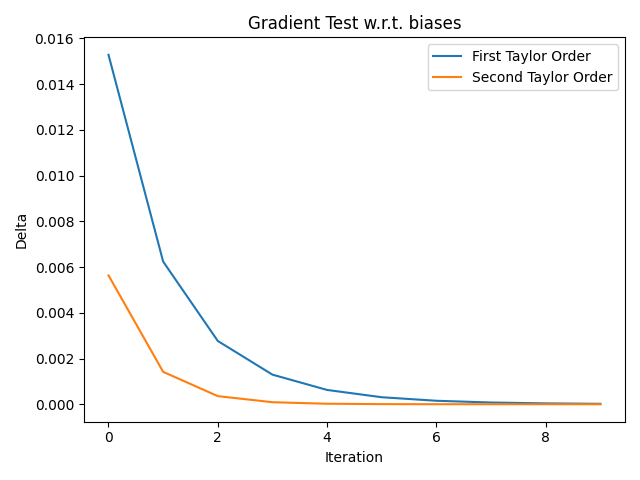 Gradient Test w.r.t. biases
First Taylor Order
Second Taylor Order
0.016
0.014
0.012
0.010
0.008
0.006
0.004
0.002
0.000
Delta
0 2 4 6 8
Iteration